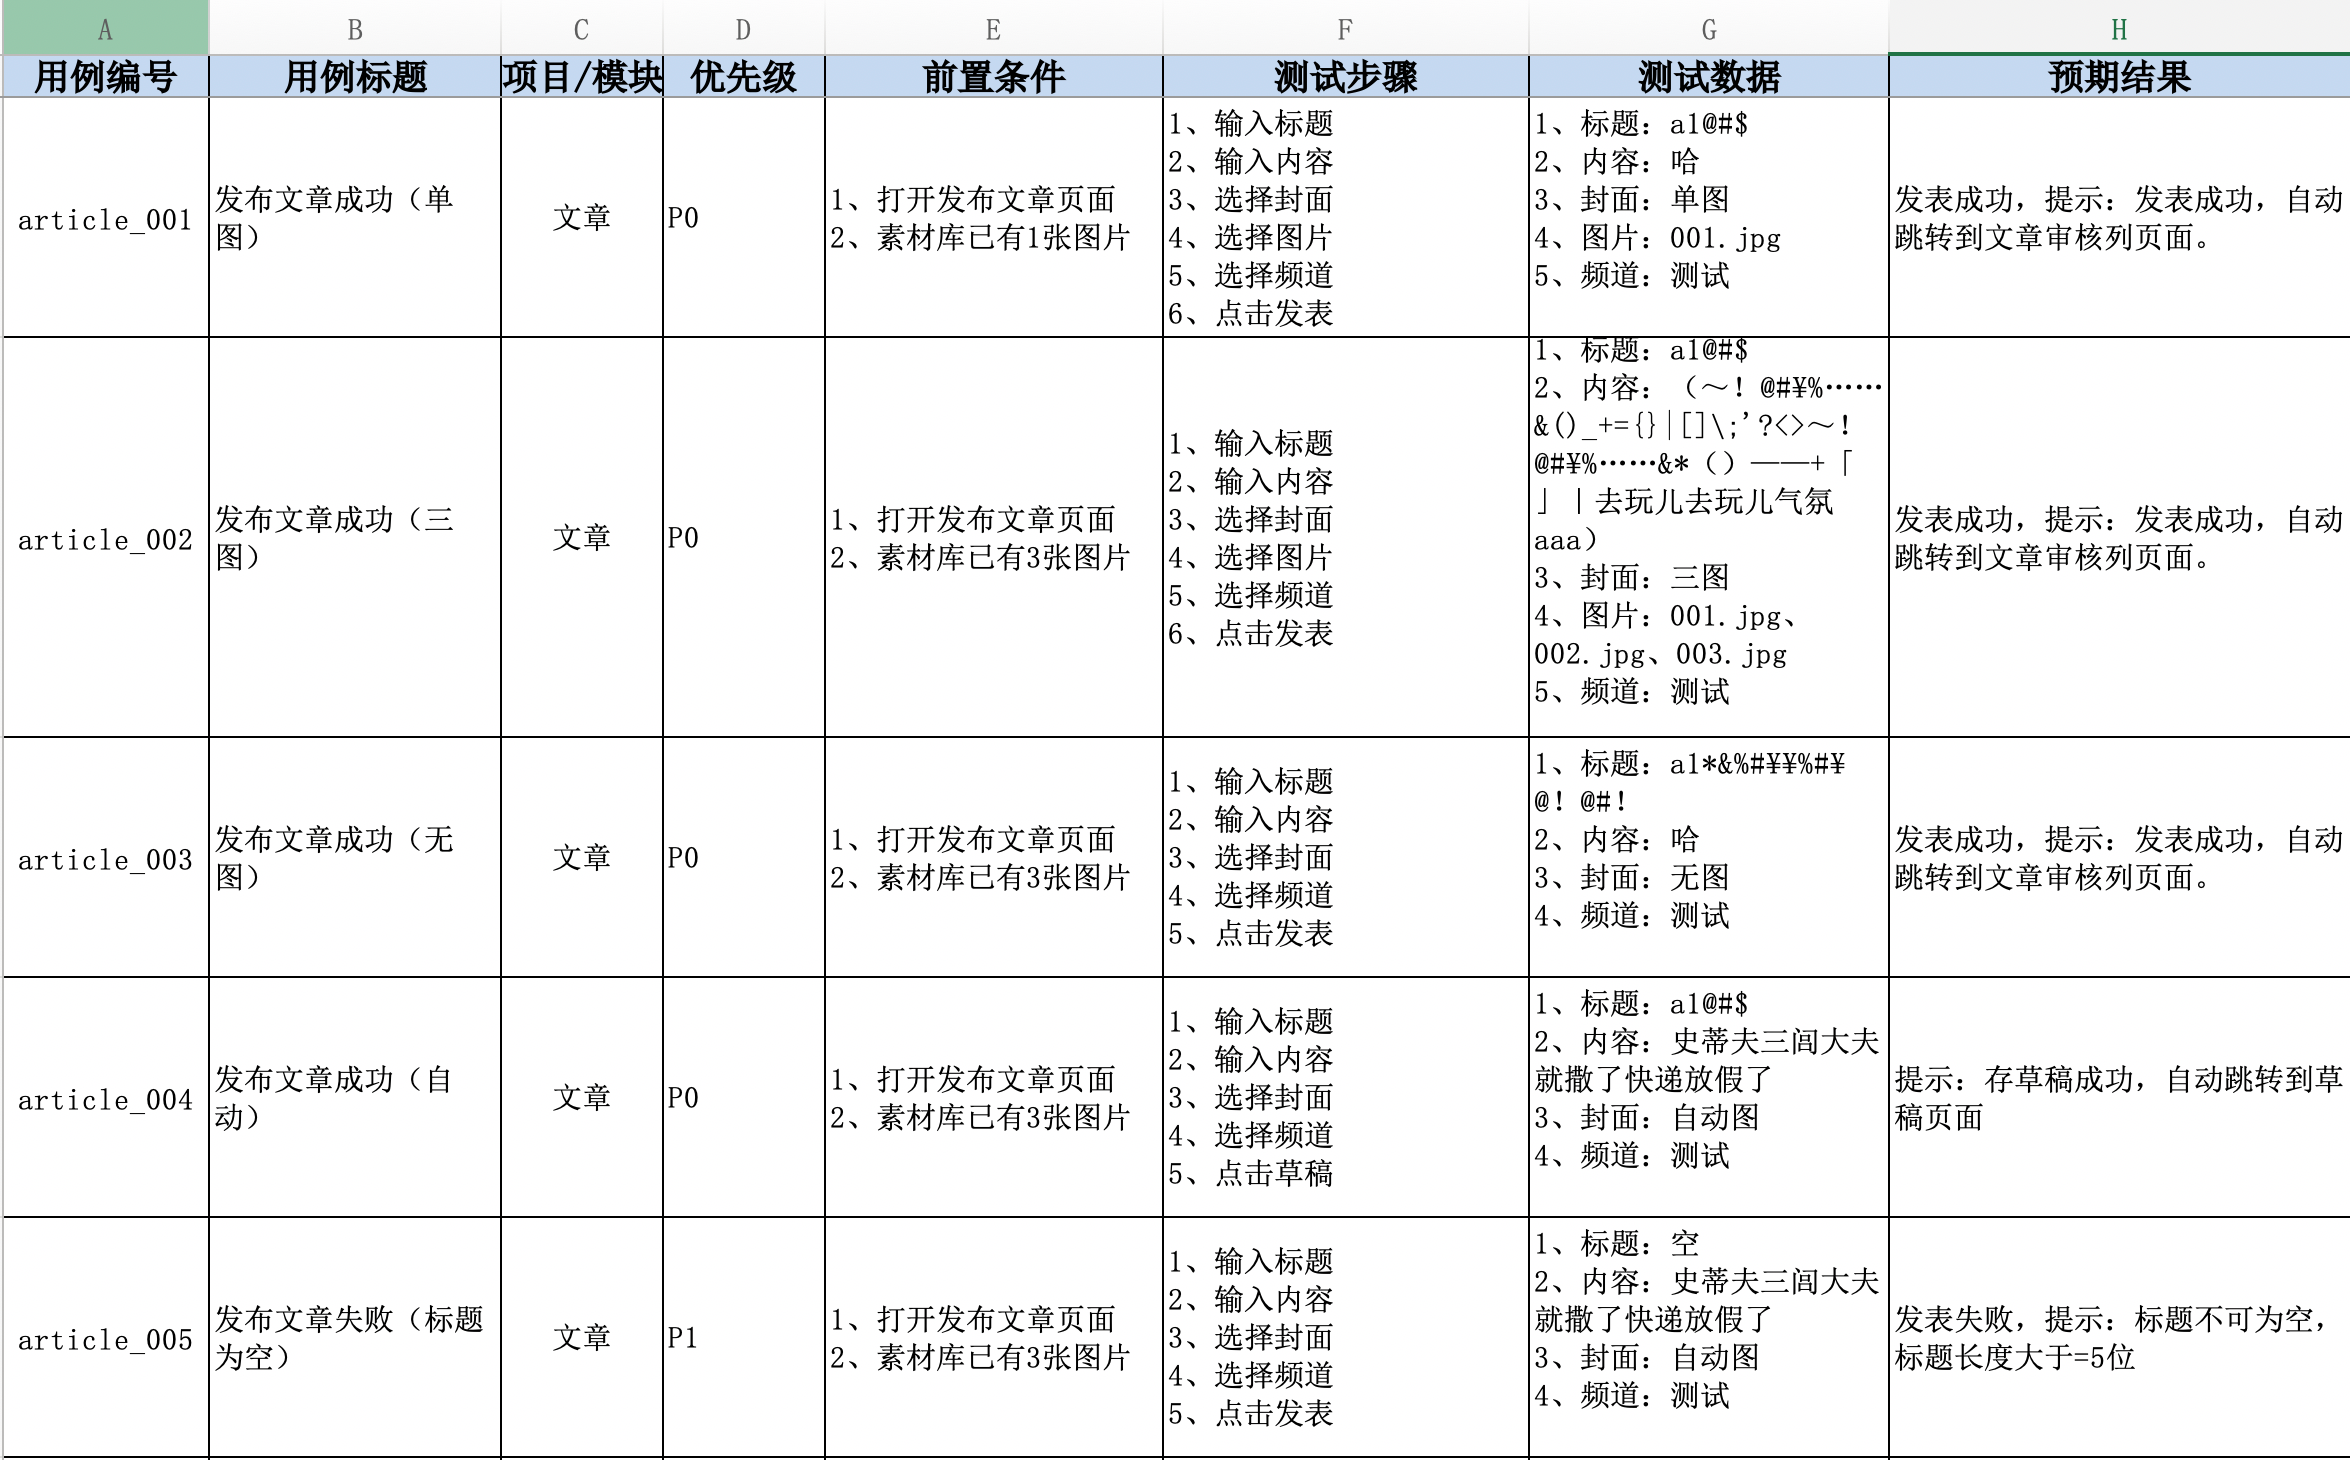 A B C D E F G H
用例编号 用例标题 项目/模块 优先级 前置条件 测试步骤 测试数据 预期结果
article_001
发布文章成功（单
图）
文章
P0
1、打开发布文章页面
2、素材库已有1张图片
1、输入标题
2、输入内容
3、选择封面
4、选择图片
5、选择频道
6、点击发表
1、标题：a1@#$
2、内容：哈
3、封面：单图
4、图片：001.jpg
5、频道：测试
发表成功，提示：发表成功，自动
跳转到文章审核列页面。
article_002
发布文章成功（三
图）
文章
P0
1、打开发布文章页面
2、素材库已有3张图片
1、输入标题
2、输入内容
3、选择封面
4、选择图片
5、选择频道
6、点击发表
1、标题：a1@#$
2、内容：（～！@#¥%……
&()_+={}|[]\;'?<>～！
@#¥%……&*（）——+「
」｜去玩儿去玩儿气氛
aaa）
3、封面：三图
4、图片：001.jpg、
002.jpg、003.jpg
5、频道：测试
发表成功，提示：发表成功，自动
跳转到文章审核列页面。
article_003
发布文章成功（无
图）
文章
P0
1、打开发布文章页面
2、素材库已有3张图片
1、输入标题
2、输入内容
3、选择封面
4、选择频道
5、点击发表
1、标题：a1*&%#¥¥%#¥
@！@#！
2、内容：哈
3、封面：无图
4、频道：测试
发表成功，提示：发表成功，自动
跳转到文章审核列页面。
article_004
发布文章成功（自
动）
文章
P0
1、打开发布文章页面
2、素材库已有3张图片
1、输入标题
2、输入内容
3、选择封面
4、选择频道
5、点击草稿
1、标题：a1@#$
2、内容：史蒂夫三闾大夫
就撒了快递放假了
3、封面：自动图
4、频道：测试
提示：存草稿成功，自动跳转到草
稿页面
article_005
发布文章失败（标题
为空）
文章
P1
1、打开发布文章页面
2、素材库已有3张图片
1、输入标题
2、输入内容
3、选择封面
4、选择频道
5、点击发表
1、标题：空
2、内容：史蒂夫三闾大夫
就撒了快递放假了
3、封面：自动图
4、频道：测试
发表失败，提示：标题不可为空，
标题长度大于=5位